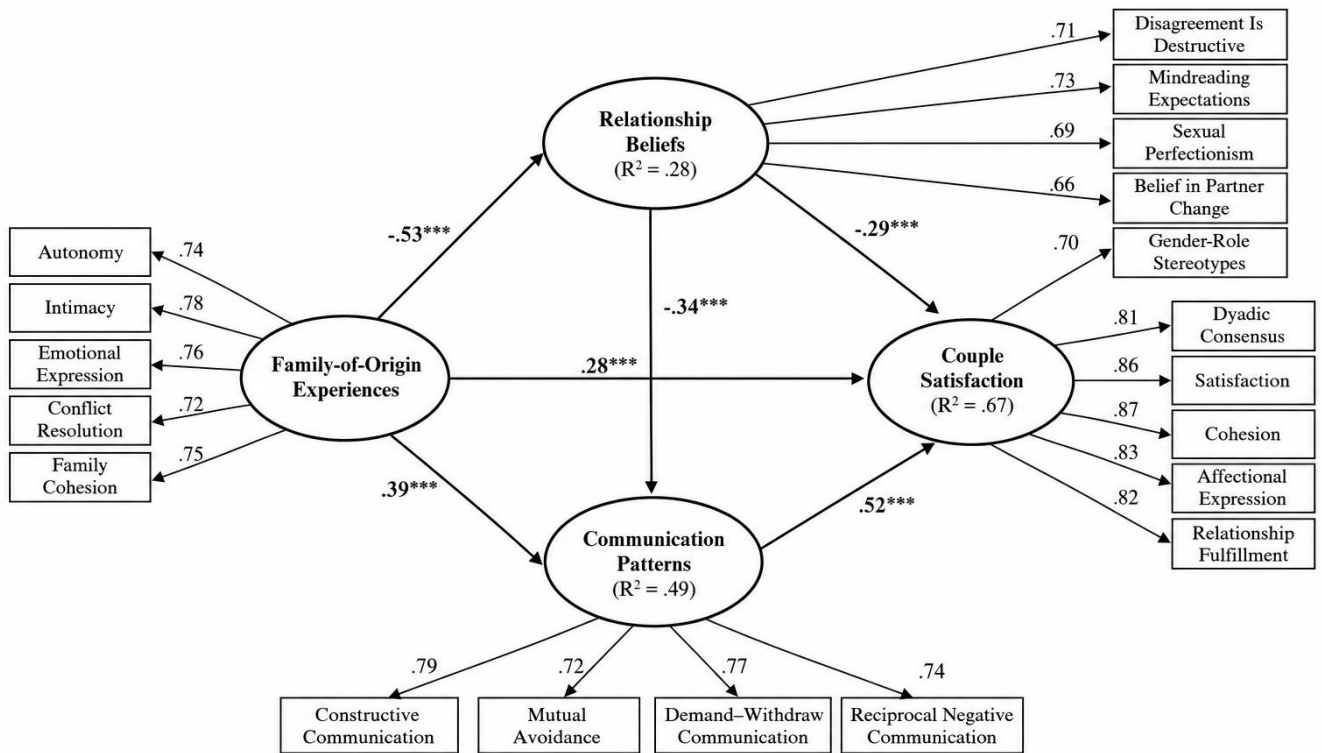 .71
Disagreement Is
Destructive
.73
Mindreading
Expectations
.69
Sexual
Perfectionism
.66
Belief in Partner
Change
.70
Gender-Role
Stereotypes
Relationship
Beliefs
(R² = .28)
-.53***
-.29***
-.34***
.28***
.39***
.52***
Autonomy
.74
Intimacy
.78
Emotional
Expression
.76
Conflict
Resolution
.72
Family
Cohesion
.75
Family-of-Origin
Experiences
Couple
Satisfaction
(R² = .67)
.81
Dyadic
Consensus
.86
Satisfaction
.87
Cohesion
.83
Affectional
Expression
.82
Relationship
Fulfillment
Communication
Patterns
(R² = .49)
.79
.72
.77
.74
Constructive
Communication
Mutual
Avoidance
Demand–Withdraw
Communication
Reciprocal Negative
Communication